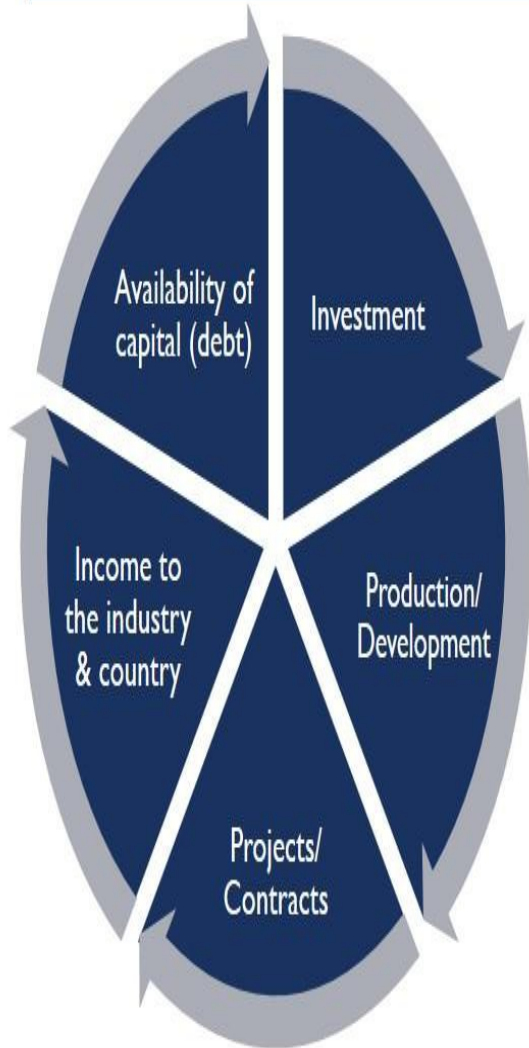 Availability of
capital (debt)
Investment
Production/
Development
Projects/
Contracts
Income to
the industry
& country